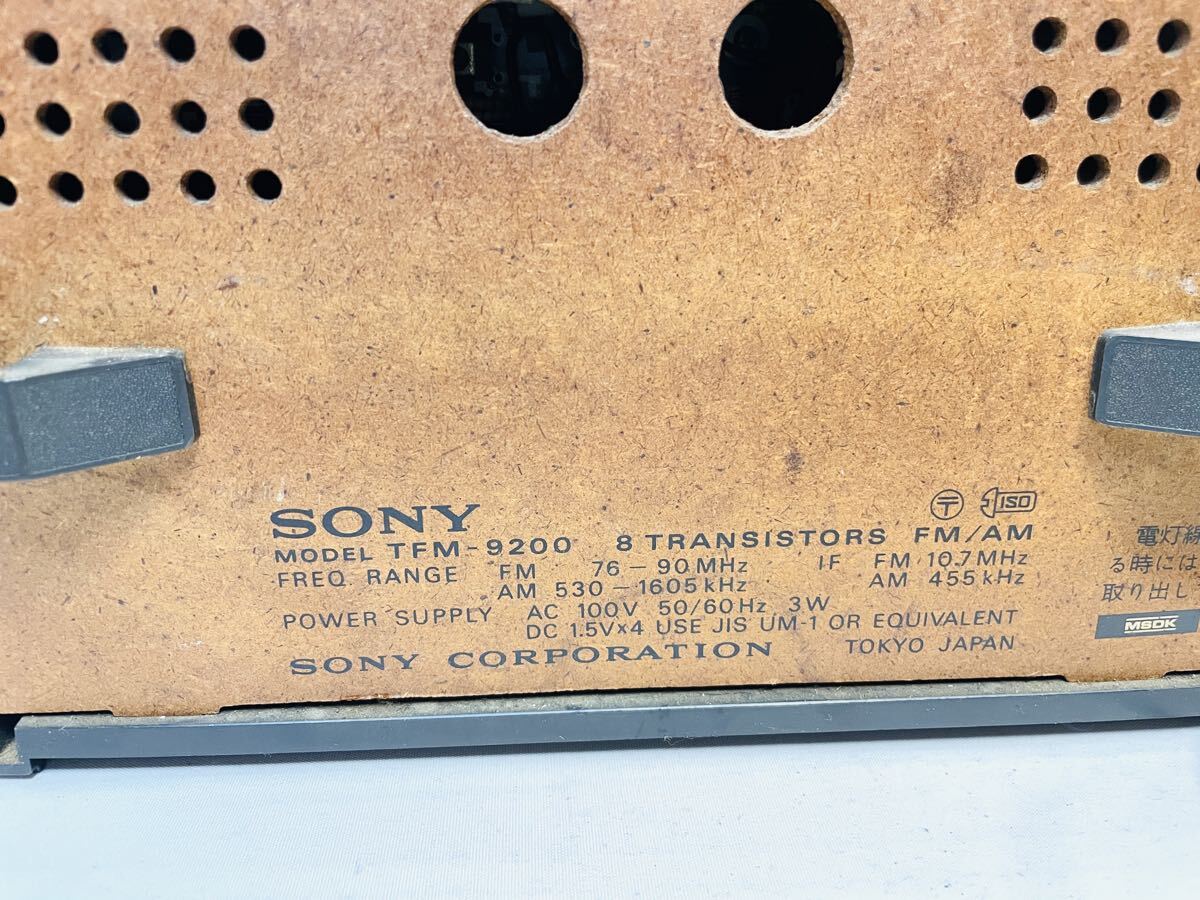 SONY
〒 ISO
MODEL TFM-9200 8 TRANSISTORS FM/AM
FREQ. RANGE FM 76-90MHz IF FM 10.7MHz
AM 530-1605kHz AM 455kHz
POWER SUPPLY AC 100V 50/60Hz 3W
DC 1.5V×4 USE JIS UM-1 OR EQUIVALENT
SONY CORPORATION TOKYO JAPAN
電灯線
る時には
取り出し
MSDK